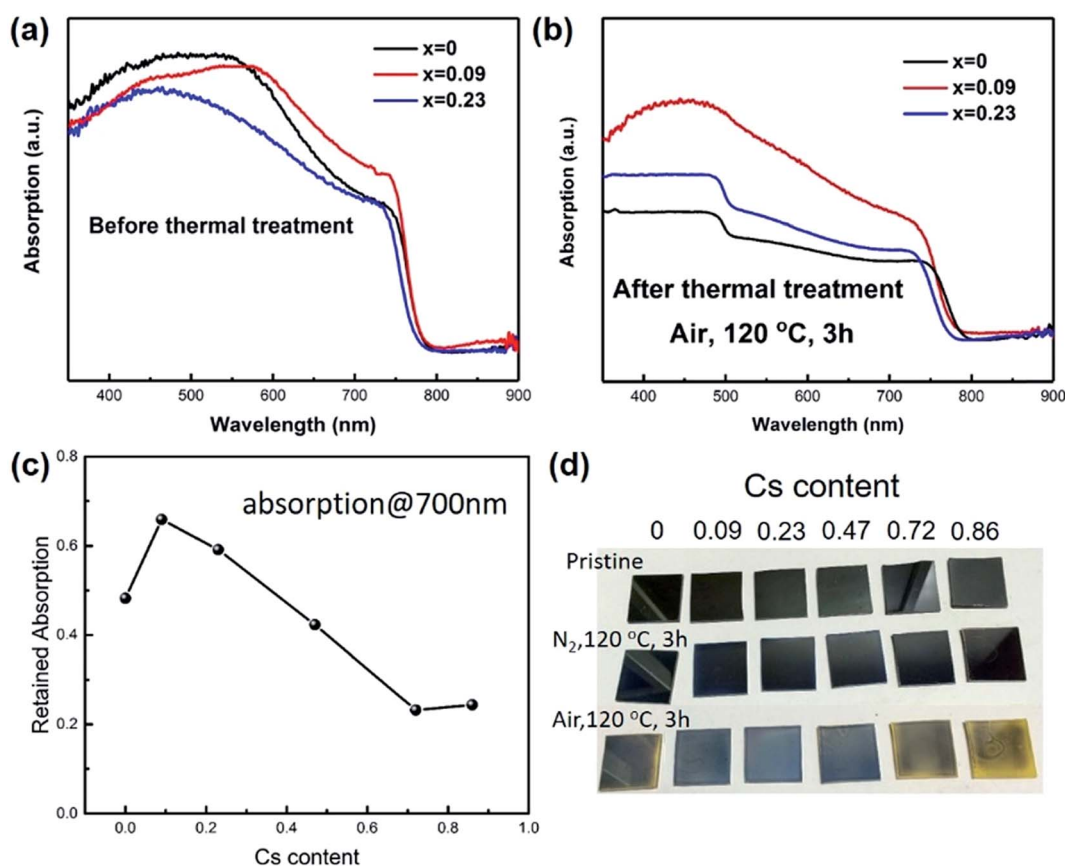 (a)
x=0
x=0.09
x=0.23
Before thermal treatment
Absorption (a.u.)
400 500 600 700 800 900
Wavelength (nm)
(b)
x=0
x=0.09
x=0.23
After thermal treatment
Air, 120 °C, 3h
Absorption (a.u.)
400 500 600 700 800 900
Wavelength (nm)
(c)
absorption@700nm
Retained Absorption
0.8
0.6
0.4
0.2
0.0
0.0 0.2 0.4 0.6 0.8 1.0
Cs content
(d)
Cs content
0 0.09 0.23 0.47 0.72 0.86
Pristine
N₂,120 °C, 3h
Air,120 °C, 3h